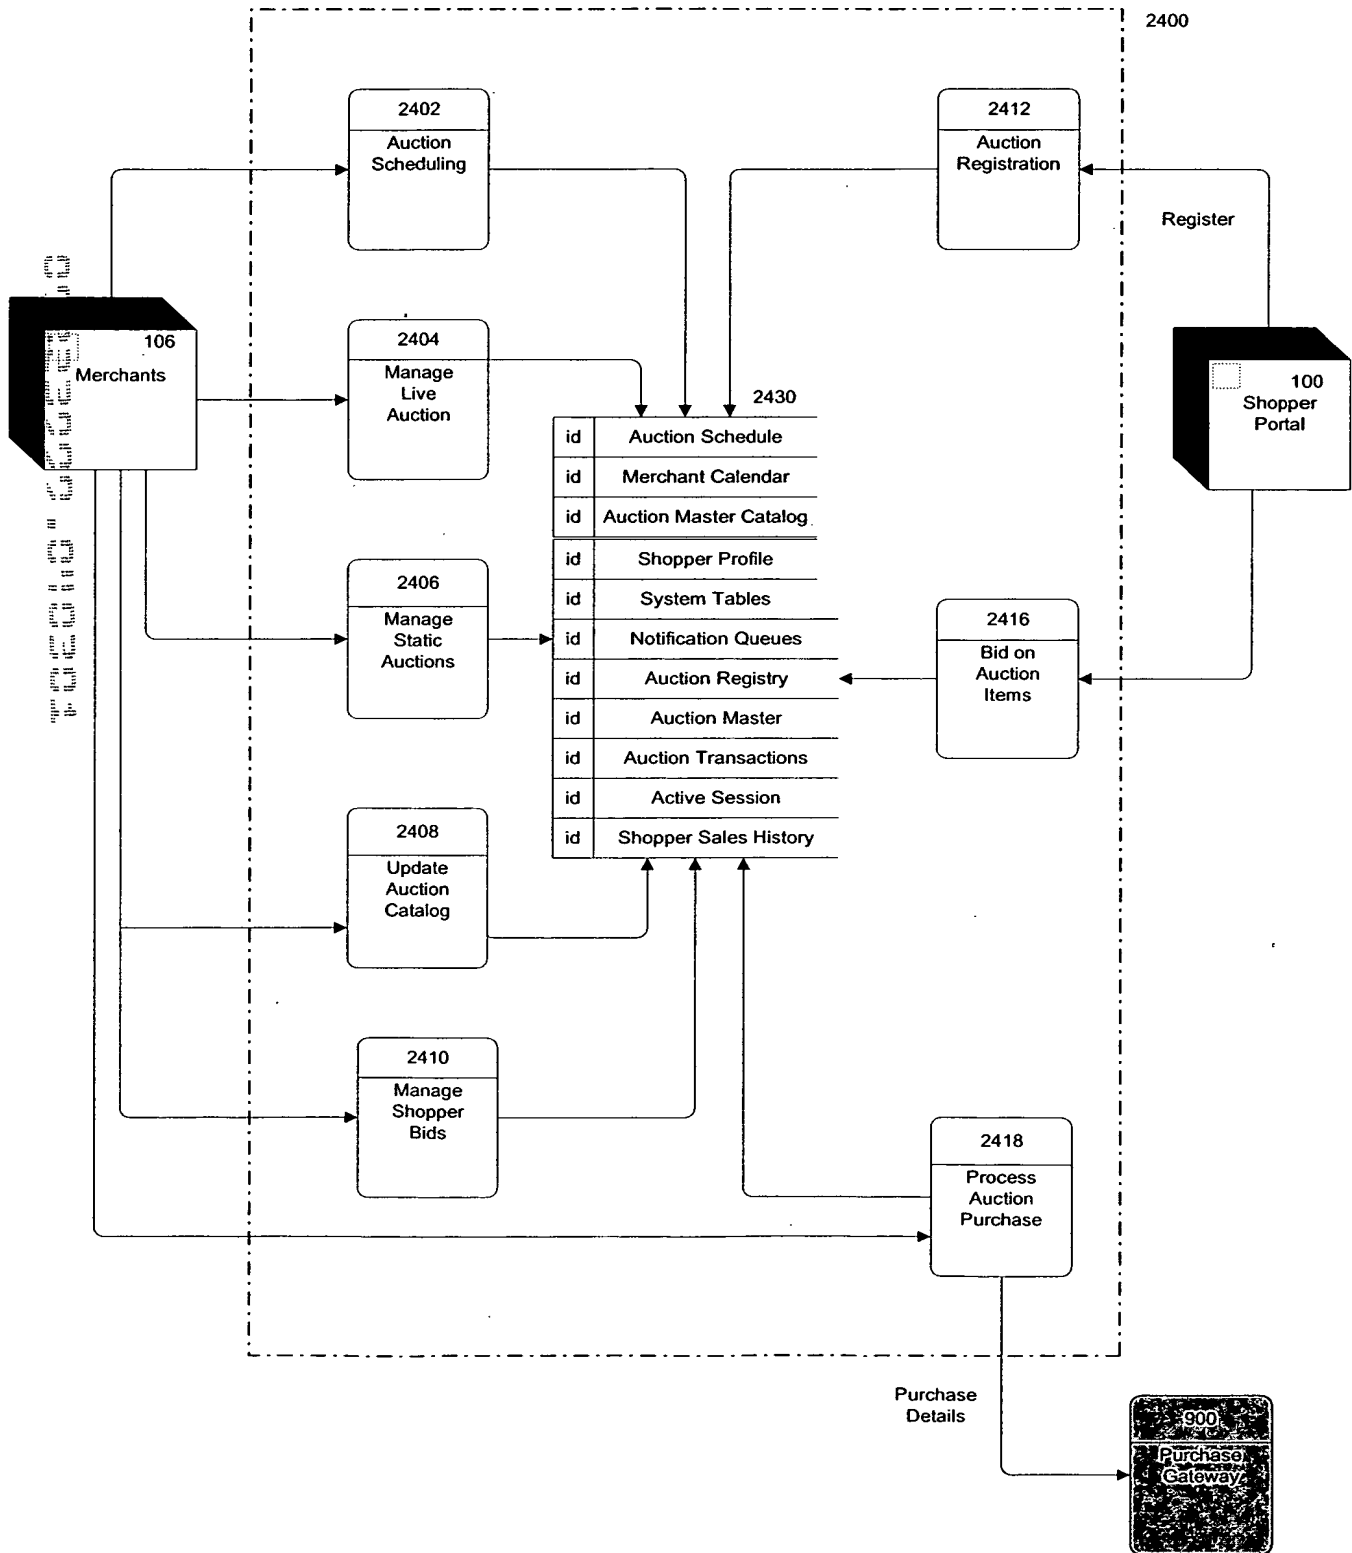 2400
2402
Auction
Scheduling
2412
Auction
Registration
Register
106
Merchants
2404
Manage
Live
Auction
100
Shopper
Portal
2430
id Auction Schedule
id Merchant Calendar
id Auction Master Catalog
id Shopper Profile
id System Tables
id Notification Queues
id Auction Registry
id Auction Master
id Auction Transactions
id Active Session
id Shopper Sales History
2406
Manage
Static
Auctions
2416
Bid on
Auction
Items
2408
Update
Auction
Catalog
2410
Manage
Shopper
Bids
2418
Process
Auction
Purchase
Purchase
Details
900
Purchase
Gateway